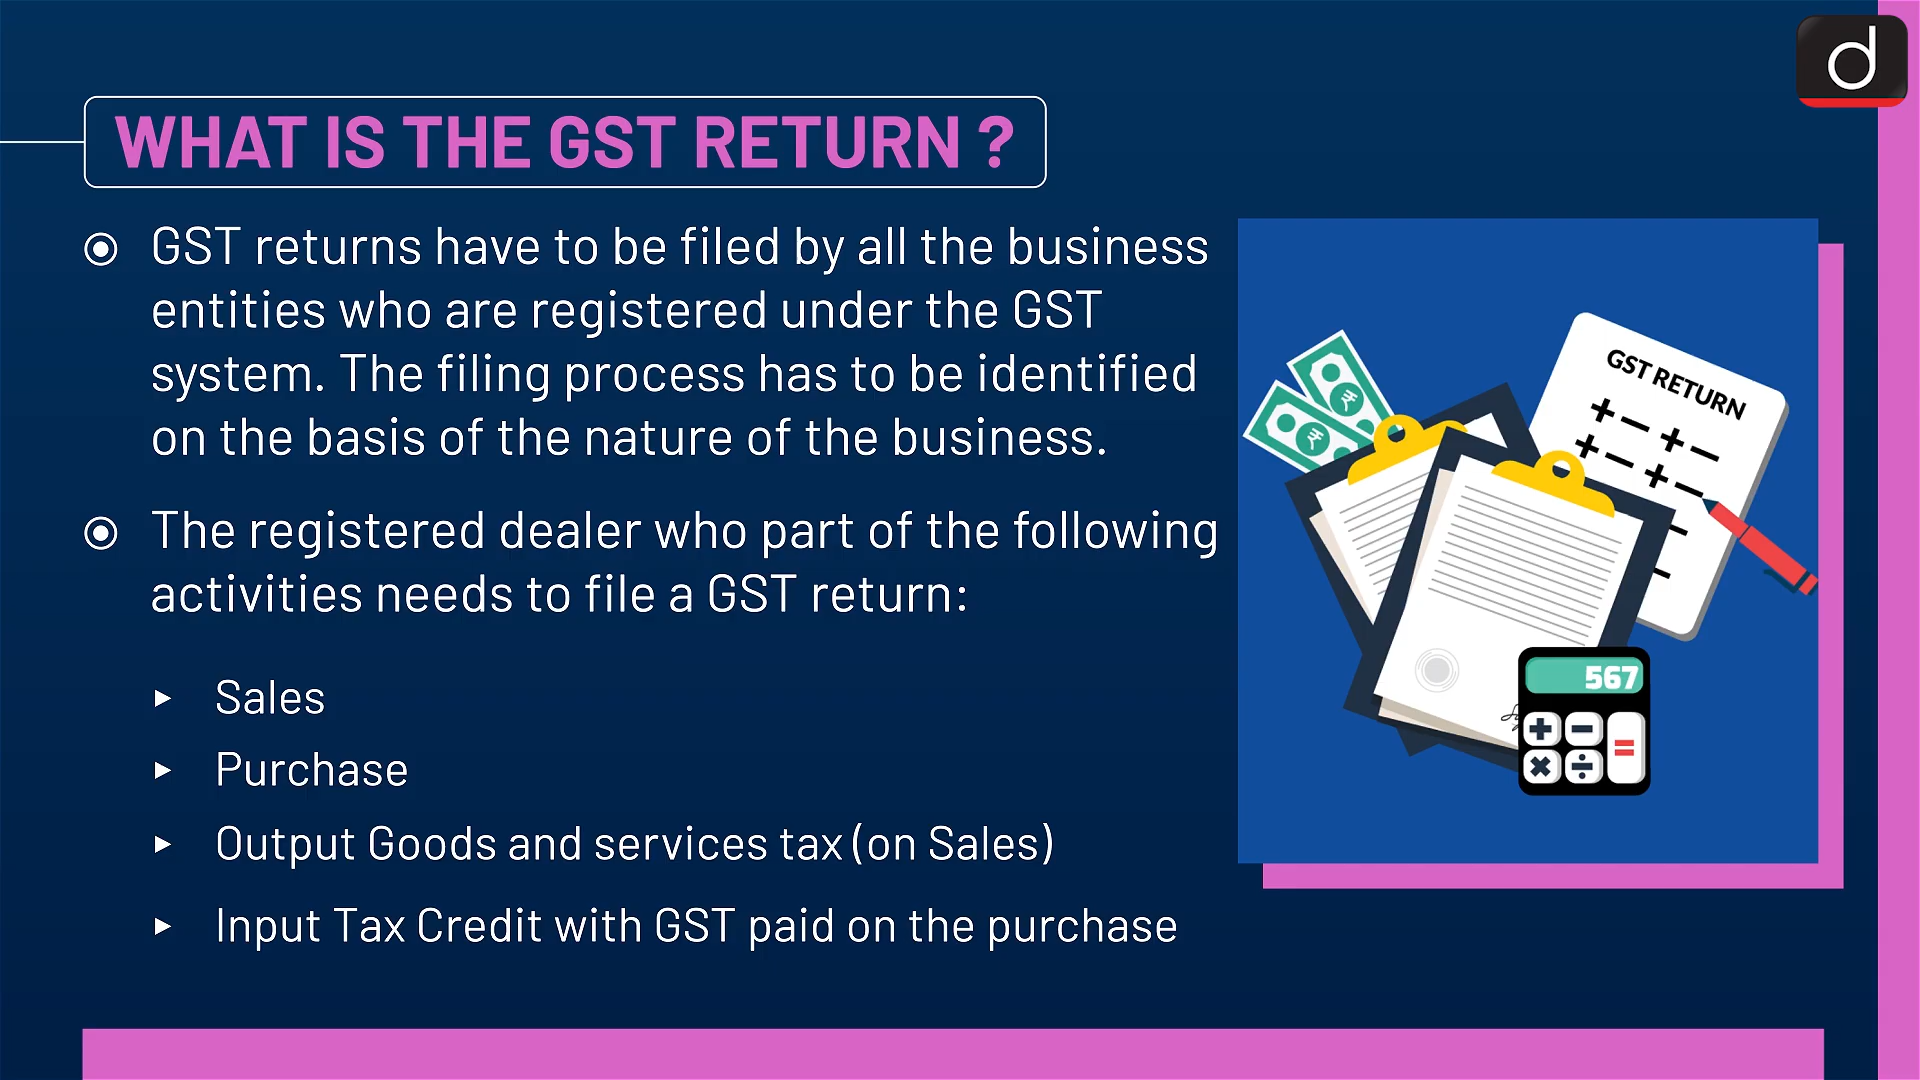 d
WHAT IS THE GST RETURN ?
GST returns have to be filed by all the business
entities who are registered under the GST
system. The filing process has to be identified
on the basis of the nature of the business.
The registered dealer who part of the following
activities needs to file a GST return:
Sales
Purchase
Output Goods and services tax (on Sales)
Input Tax Credit with GST paid on the purchase
GST RETURN
+ – + –
+ – + –
567
+ −
× ÷ =